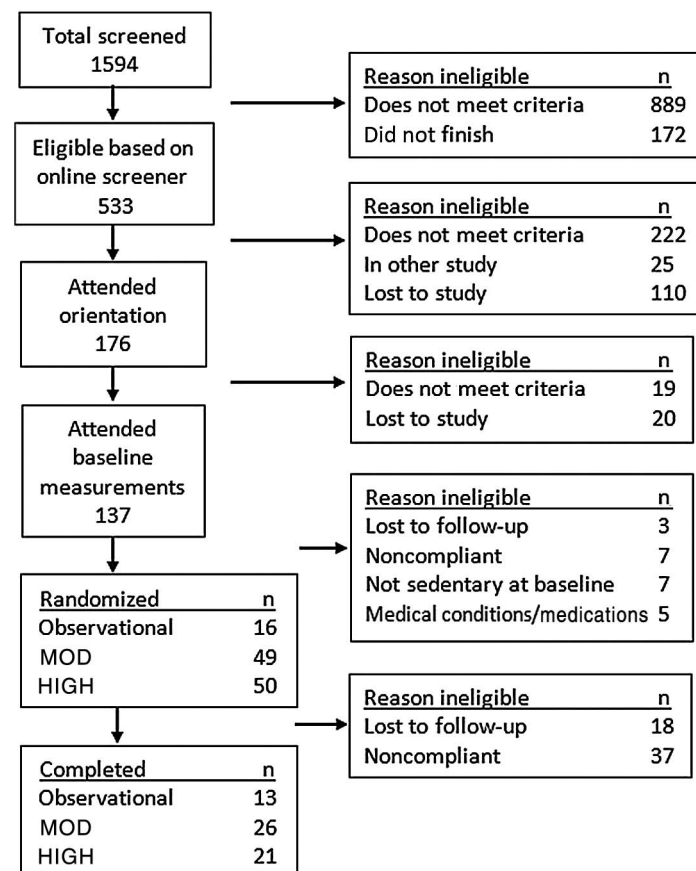 Total screened
1594
Reason ineligible n
Does not meet criteria 889
Did not finish 172
Eligible based on
online screener
533
Reason ineligible n
Does not meet criteria 222
In other study 25
Lost to study 110
Attended
orientation
176
Reason ineligible n
Does not meet criteria 19
Lost to study 20
Attended
baseline
measurements
137
Reason ineligible n
Lost to follow-up 3
Noncompliant 7
Not sedentary at baseline 7
Medical conditions/medications 5
Randomized n
Observational 16
MOD 49
HIGH 50
Reason ineligible n
Lost to follow-up 18
Noncompliant 37
Completed n
Observational 13
MOD 26
HIGH 21